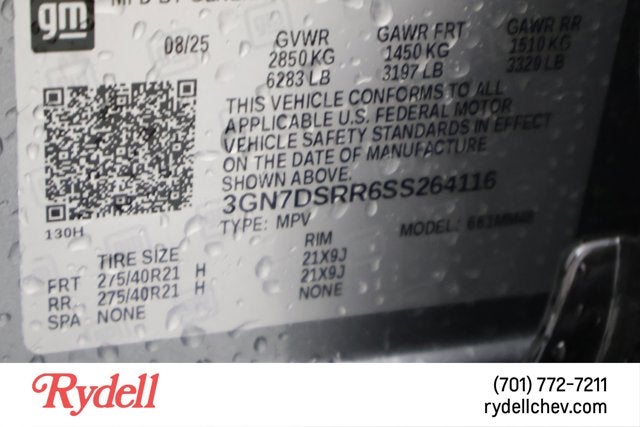 gm
08/25
GVWR
2850 KG
6283 LB
GAWR FRT
1450 KG
3197 LB
GAWR RR
1510 KG
3329 LB
THIS VEHICLE CONFORMS TO ALL
APPLICABLE U.S. FEDERAL MOTOR
VEHICLE SAFETY STANDARDS IN EFFECT
ON THE DATE OF MANUFACTURE
SHOWN ABOVE.
3GN7DSRR6SS264116
TYPE: MPV MODEL:
130H
TIRE SIZE RIM
FRT 275/40R21 H 21X9J
RR 275/40R21 H 21X9J
SPA NONE NONE
Rydell
(701) 772-7211
rydellchev.com